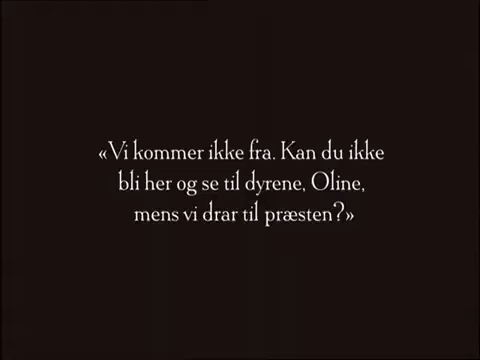 «Vi kommer ikke fra. Kan du ikke
bli her og se til dyrene, Oline,
mens vi drar til præsten?»